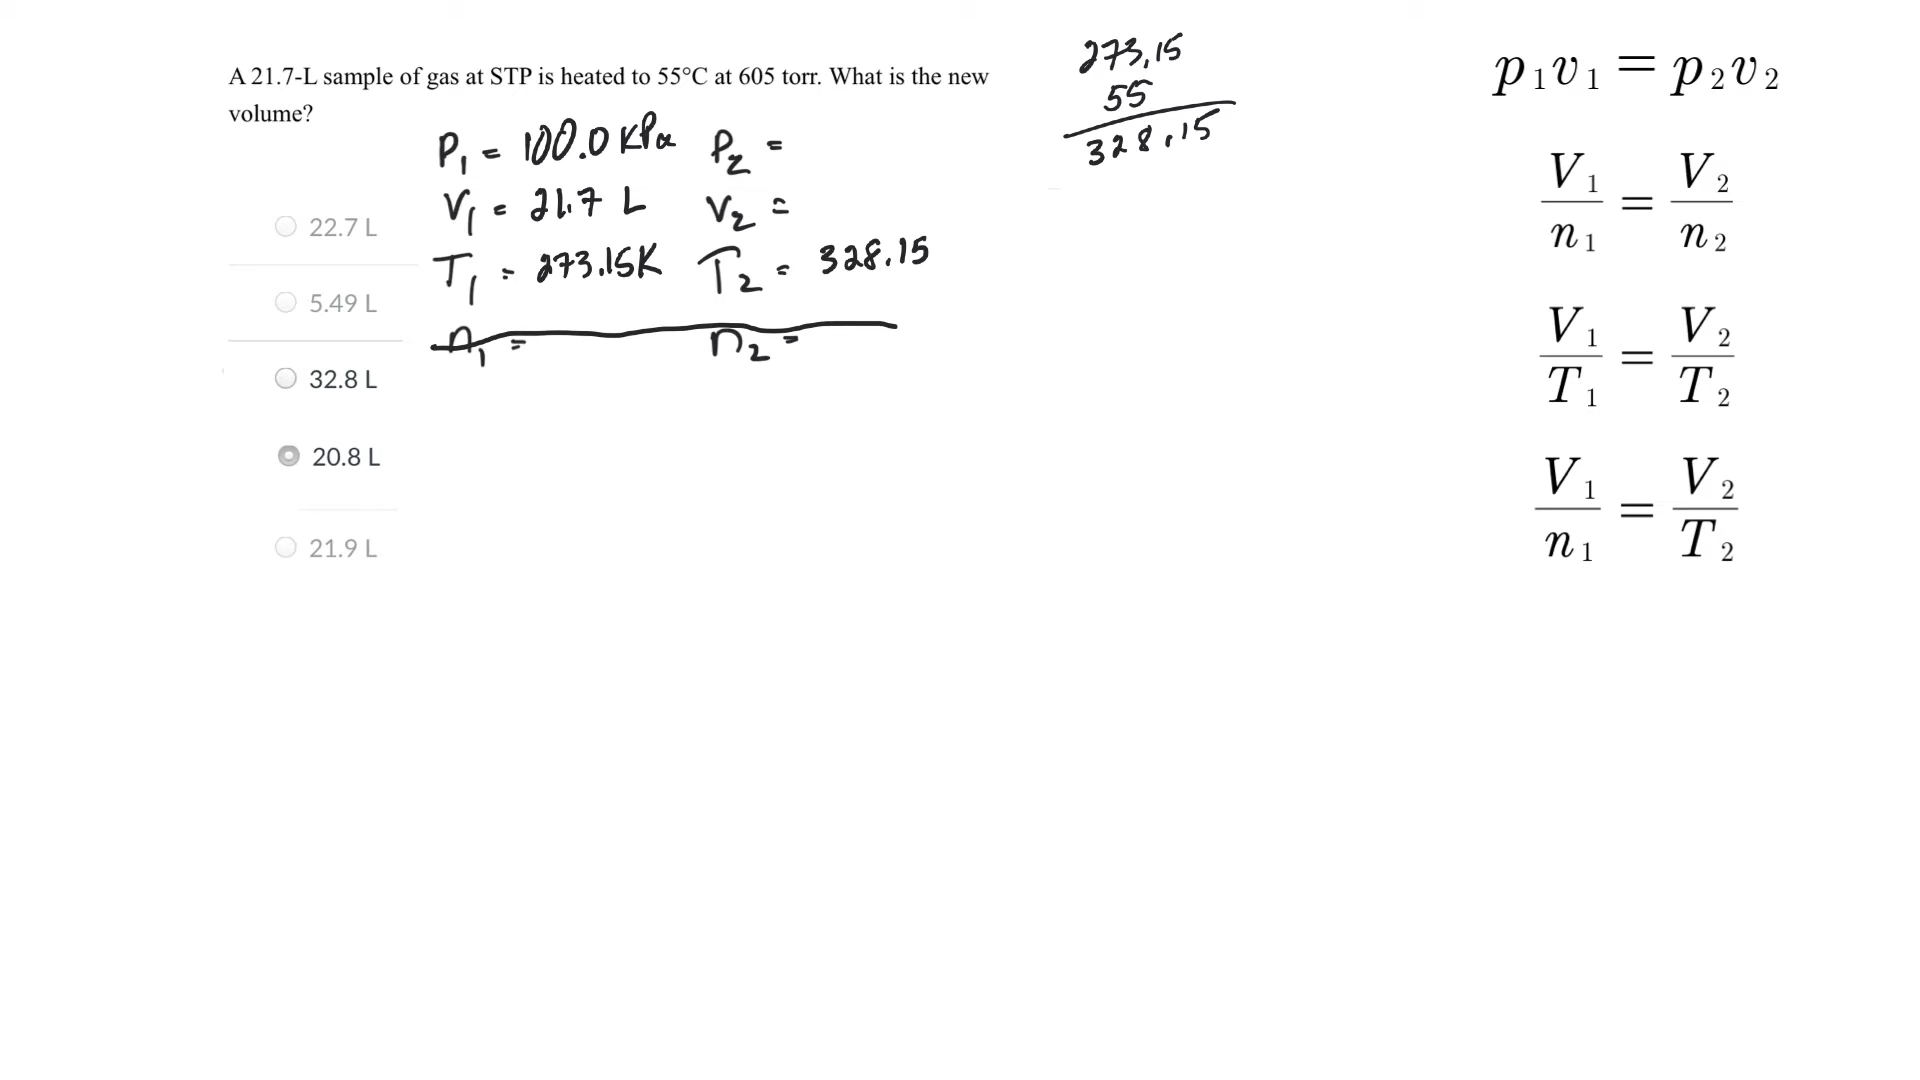 A 21.7-L sample of gas at STP is heated to 55°C at 605 torr. What is the new
volume?
22.7 L
5.49 L
32.8 L
20.8 L
21.9 L
P₁ = 100.0 KPa P₂ =
V₁ = 21.7 L V₂ =
T₁ = 273.15K T₂ = 328.15
n₁ = n₂ =
273.15
55
328.15
p₁v₁ = p₂v₂
V₁/n₁ = V₂/n₂
V₁/T₁ = V₂/T₂
V₁/n₁ = V₂/T₂